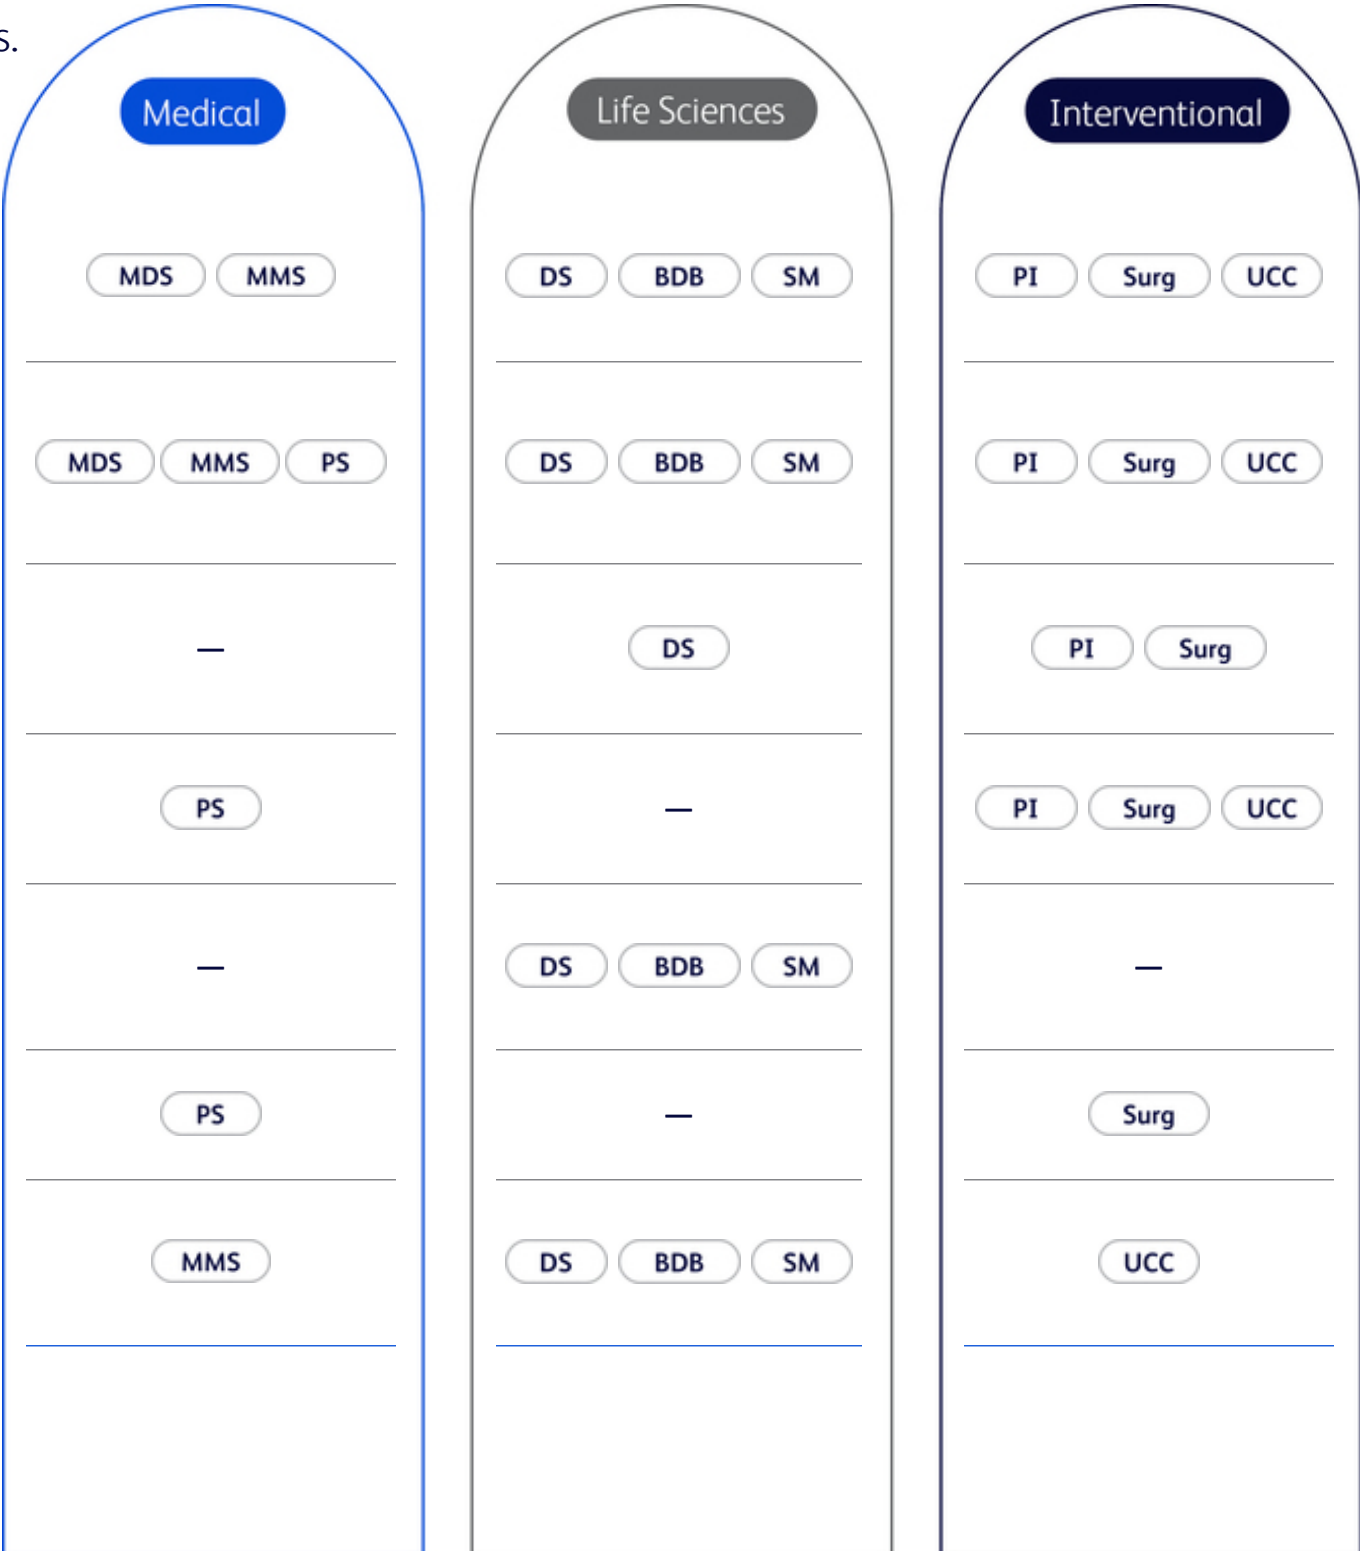 s.
Medical Life Sciences Interventional
MDS MMS DS BDB SM PI Surg UCC
MDS MMS PS DS BDB SM PI Surg UCC
— DS PI Surg
PS — PI Surg UCC
— DS BDB SM —
PS — Surg
MMS DS BDB SM UCC